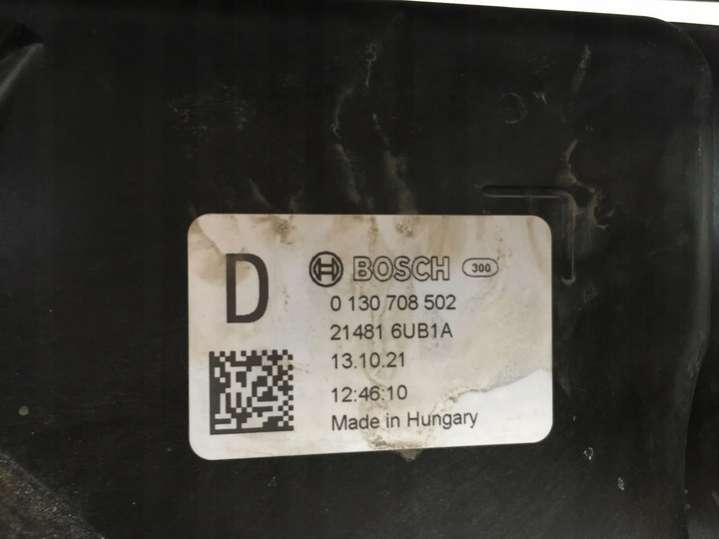 D
BOSCH 300
0 130 708 502
21481 6UB1A
13.10.21
12:46:10
Made in Hungary